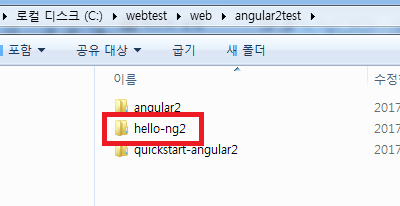 로컬 디스크 (C:) ▸ webtest ▸ web ▸ angular2test ▸
포함 ▾ 공유 대상 ▾ 굽기 새 폴더
이름 수정
angular2 2017
hello-ng2 2017
quickstart-angular2 2017